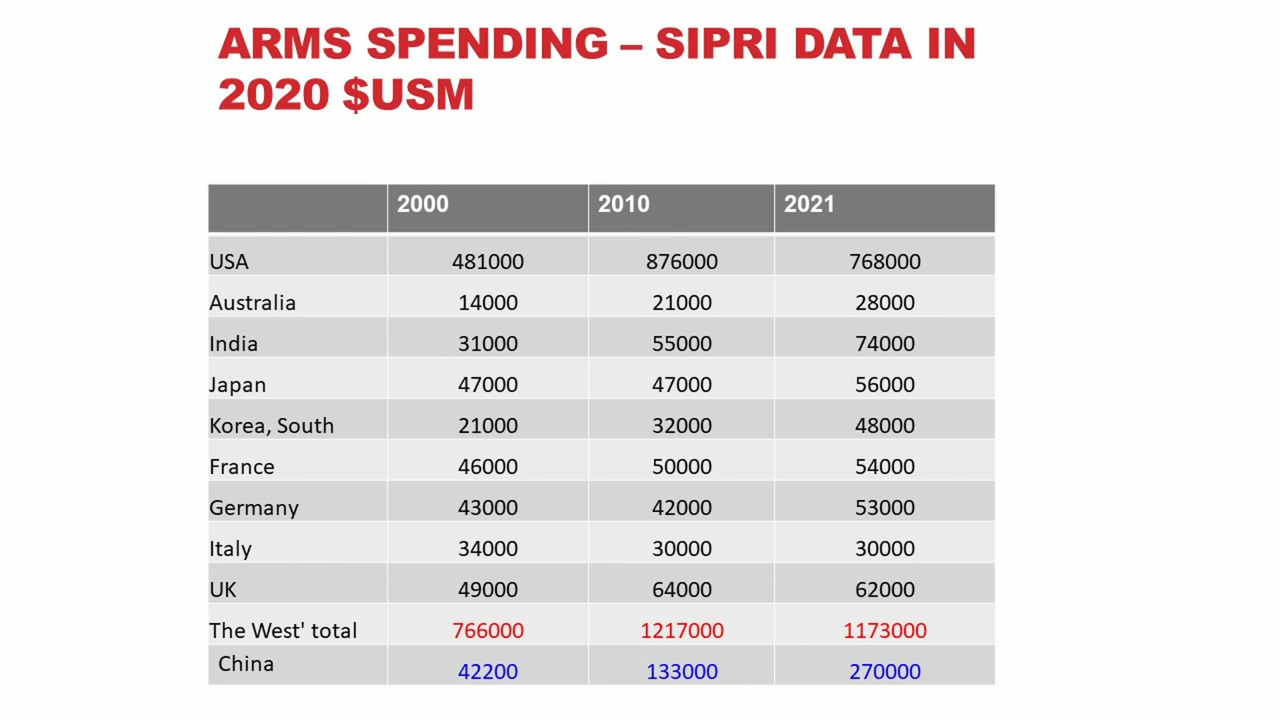 ARMS SPENDING – SIPRI DATA IN
2020 $USM
2000 2010 2021
USA 481000 876000 768000
Australia 14000 21000 28000
India 31000 55000 74000
Japan 47000 47000 56000
Korea, South 21000 32000 48000
France 46000 50000 54000
Germany 43000 42000 53000
Italy 34000 30000 30000
UK 49000 64000 62000
The West' total 766000 1217000 1173000
China 42200 133000 270000